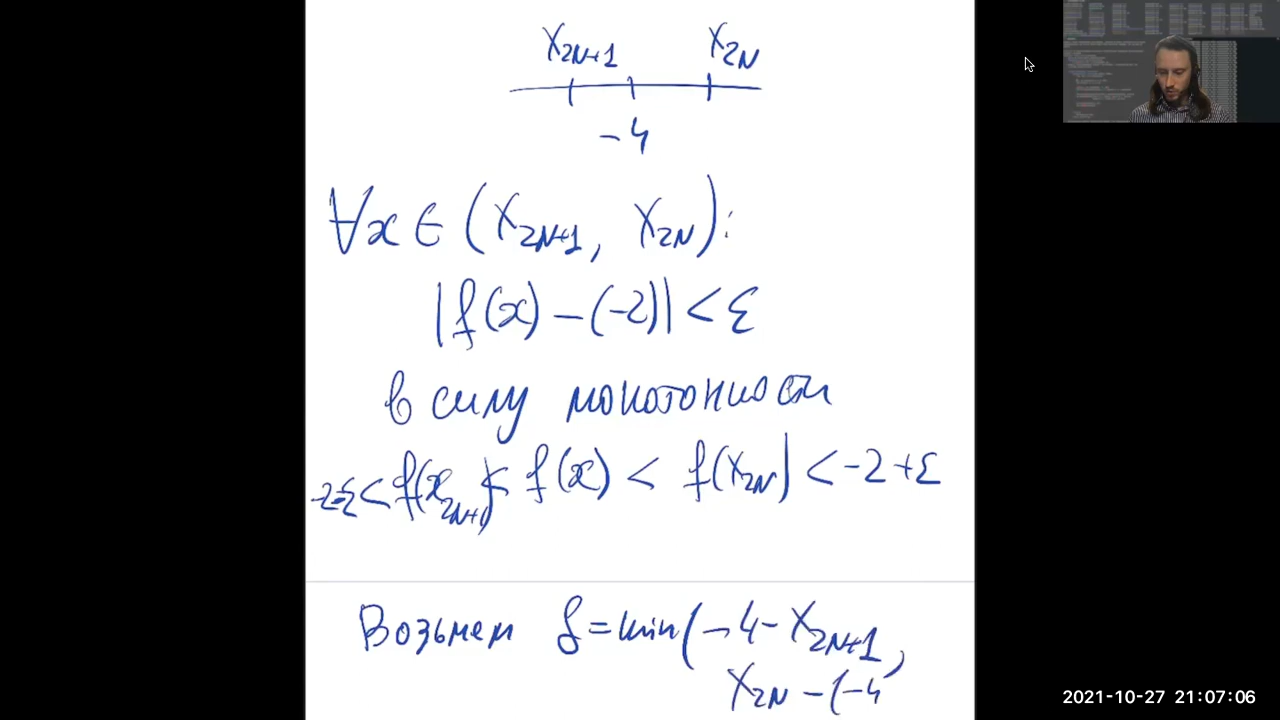 x₂N+1 x₂N
-4
∀x ∈ (x₂N+1, x₂N):
|f(x) - (-2)| < ε
в силу монотонности
-2-ε < f(x₂N+1) < f(x) < f(x₂N) < -2+ε
Возьмем δ = min(-4 - x₂N+1,
x₂N - (-4
2021-10-27 21:07:06